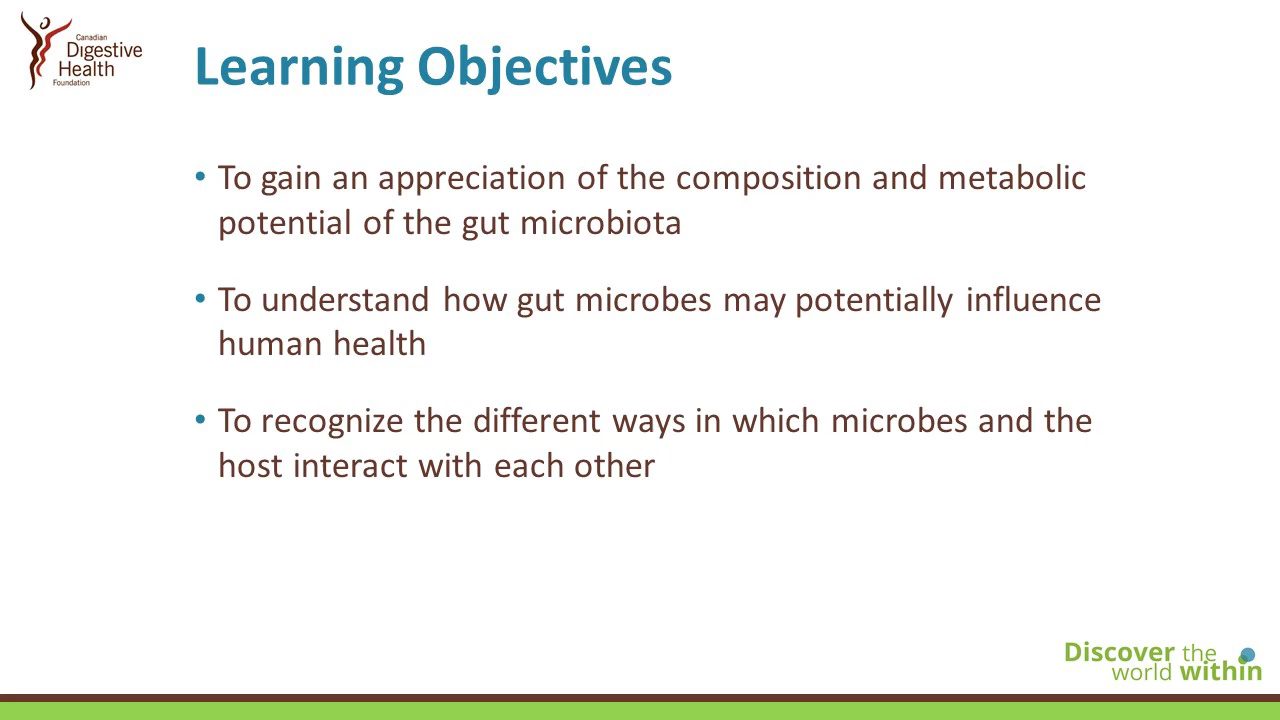 Canadian
Digestive
Health
Foundation
Learning Objectives
• To gain an appreciation of the composition and metabolic
potential of the gut microbiota
• To understand how gut microbes may potentially influence
human health
• To recognize the different ways in which microbes and the
host interact with each other
Discover the
world within